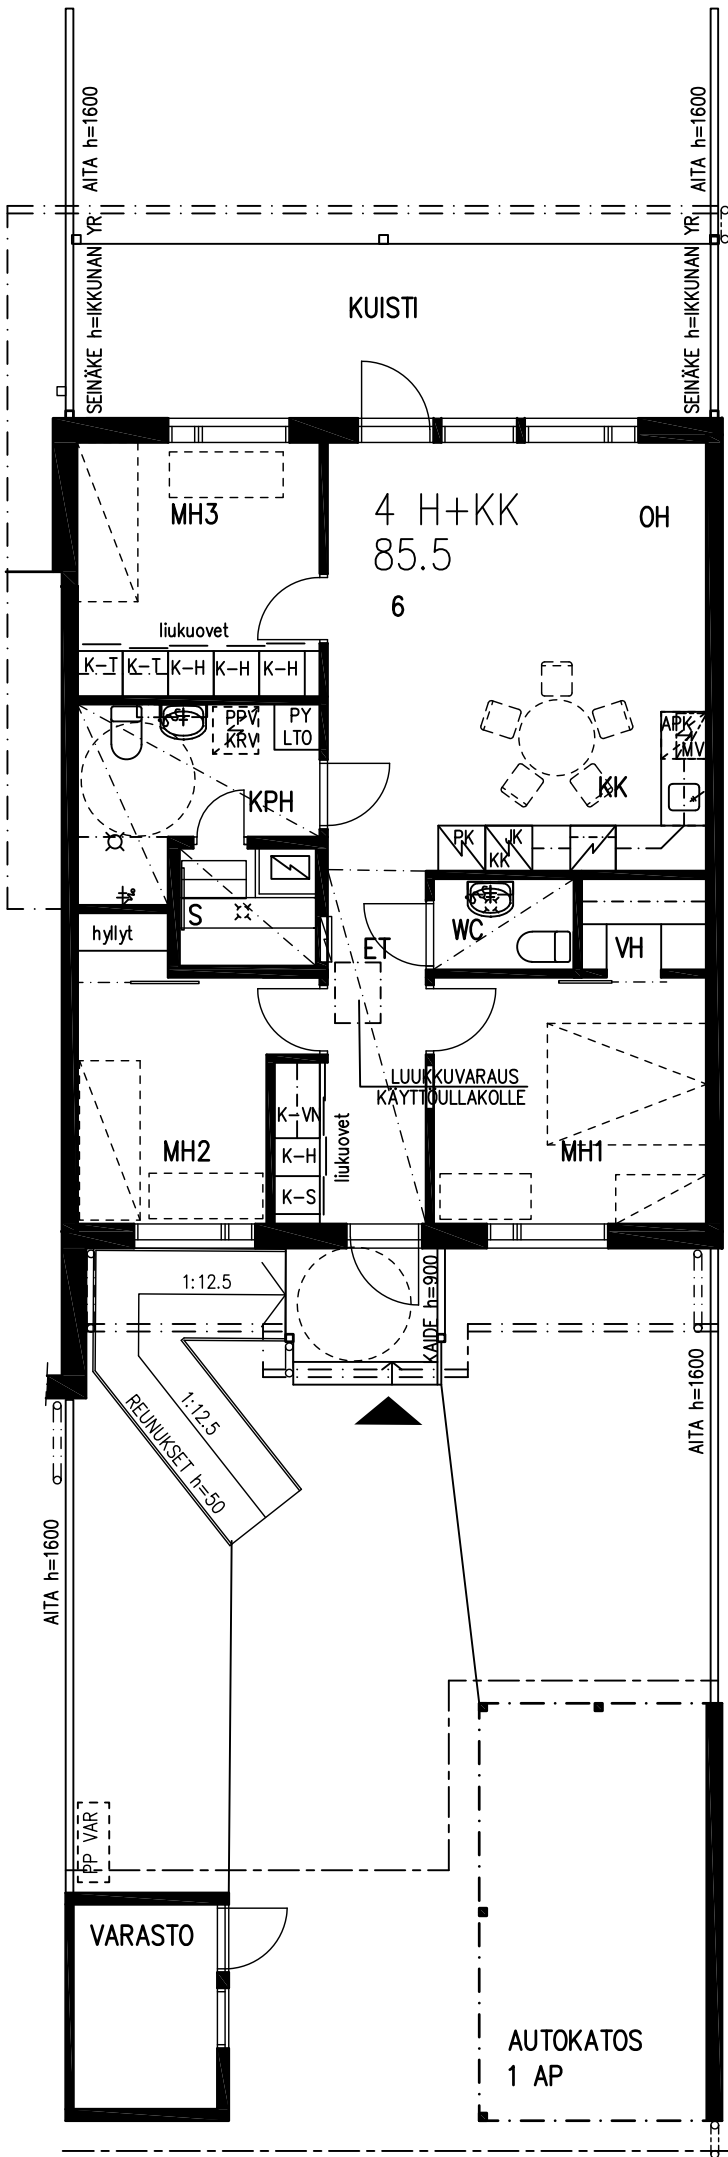 AITA h=1600
AITA h=1600
SEINÄKE h=IKKUNAN YR
SEINÄKE h=IKKUNAN YR
KUISTI
MH3
4 H+KK
85.5
6
OH
liukuovet
K-T
K-T
K-H
K-H
K-H
PPV
KRV
PY
LTO
KPH
APK
MV
KK
PK
JK
KK
S
hyllyt
WC
VH
ET
LUUKKUVARAUS
KÄYTTÖULLAKOLLE
K-VN
K-H
K-S
liukuovet
MH2
MH1
1:12.5
KAIDE h=900
1:12.5
REUNUKSET h=50
AITA h=1600
AITA h=1600
PP VAR
VARASTO
AUTOKATOS
1 AP